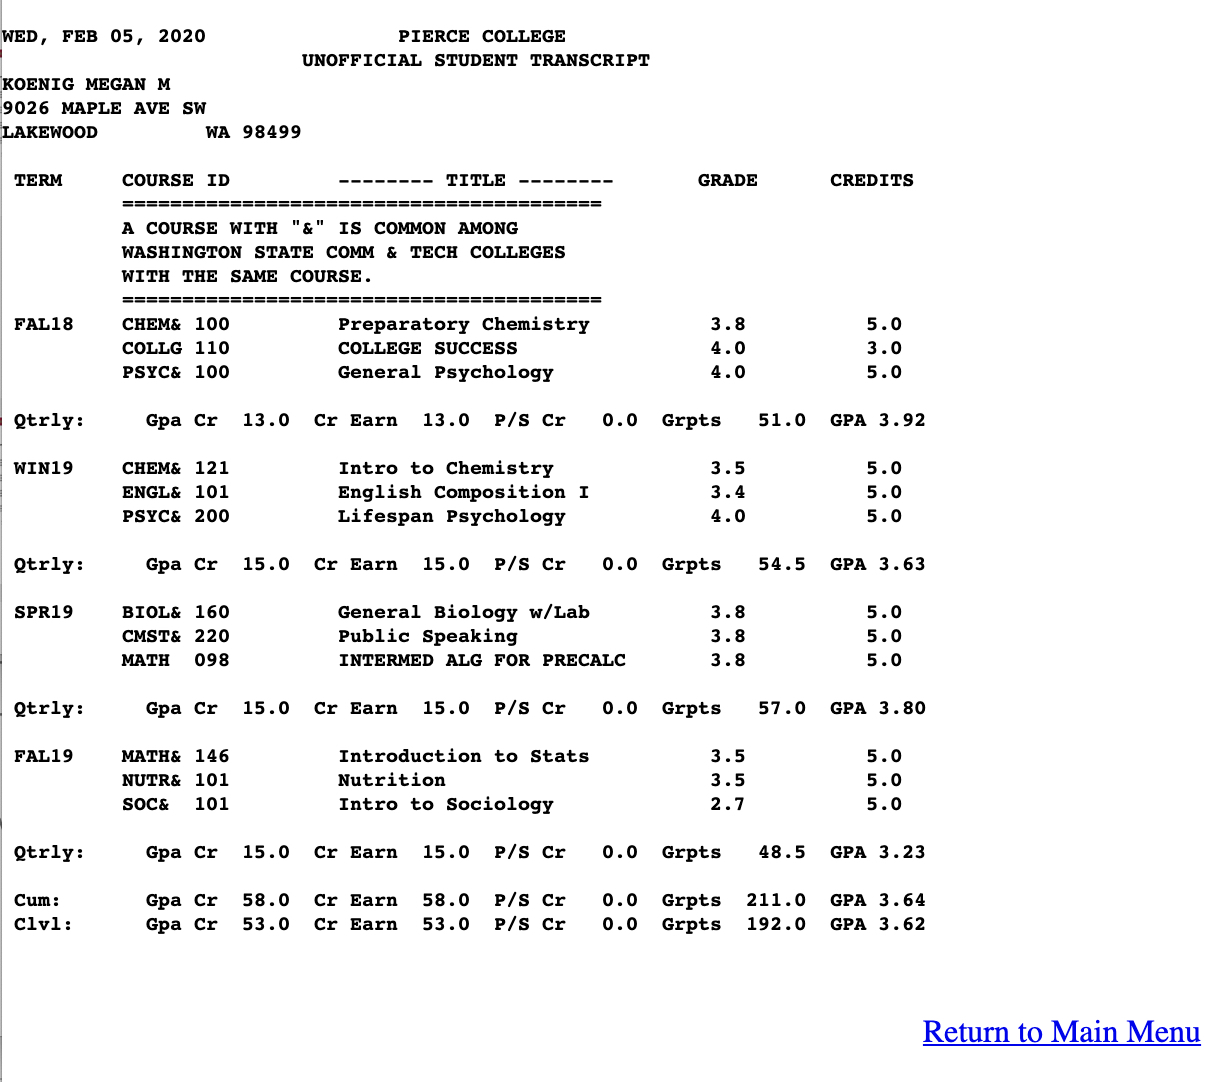 WED, FEB 05, 2020 PIERCE COLLEGE
UNOFFICIAL STUDENT TRANSCRIPT
KOENIG MEGAN M
9026 MAPLE AVE SW
LAKEWOOD WA 98499
TERM COURSE ID -------- TITLE -------- GRADE CREDITS
========================================
A COURSE WITH "&" IS COMMON AMONG
WASHINGTON STATE COMM & TECH COLLEGES
WITH THE SAME COURSE.
========================================
FAL18 CHEM& 100 Preparatory Chemistry 3.8 5.0
COLLG 110 COLLEGE SUCCESS 4.0 3.0
PSYC& 100 General Psychology 4.0 5.0
Qtrly: Gpa Cr 13.0 Cr Earn 13.0 P/S Cr 0.0 Grpts 51.0 GPA 3.92
WIN19 CHEM& 121 Intro to Chemistry 3.5 5.0
ENGL& 101 English Composition I 3.4 5.0
PSYC& 200 Lifespan Psychology 4.0 5.0
Qtrly: Gpa Cr 15.0 Cr Earn 15.0 P/S Cr 0.0 Grpts 54.5 GPA 3.63
SPR19 BIOL& 160 General Biology w/Lab 3.8 5.0
CMST& 220 Public Speaking 3.8 5.0
MATH 098 INTERMED ALG FOR PRECALC 3.8 5.0
Qtrly: Gpa Cr 15.0 Cr Earn 15.0 P/S Cr 0.0 Grpts 57.0 GPA 3.80
FAL19 MATH& 146 Introduction to Stats 3.5 5.0
NUTR& 101 Nutrition 3.5 5.0
SOC& 101 Intro to Sociology 2.7 5.0
Qtrly: Gpa Cr 15.0 Cr Earn 15.0 P/S Cr 0.0 Grpts 48.5 GPA 3.23
Cum: Gpa Cr 58.0 Cr Earn 58.0 P/S Cr 0.0 Grpts 211.0 GPA 3.64
Clvl: Gpa Cr 53.0 Cr Earn 53.0 P/S Cr 0.0 Grpts 192.0 GPA 3.62
Return to Main Menu